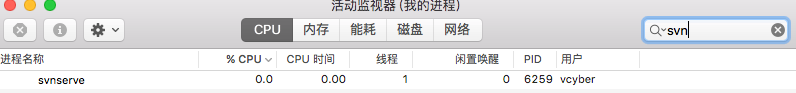 活动监视器 (我的进程)
CPU 内存 能耗 磁盘 网络 svn
进程名称 % CPU CPU 时间 线程 闲置唤醒 PID 用户
svnserve 0.0 0.00 1 0 6259 vcyber